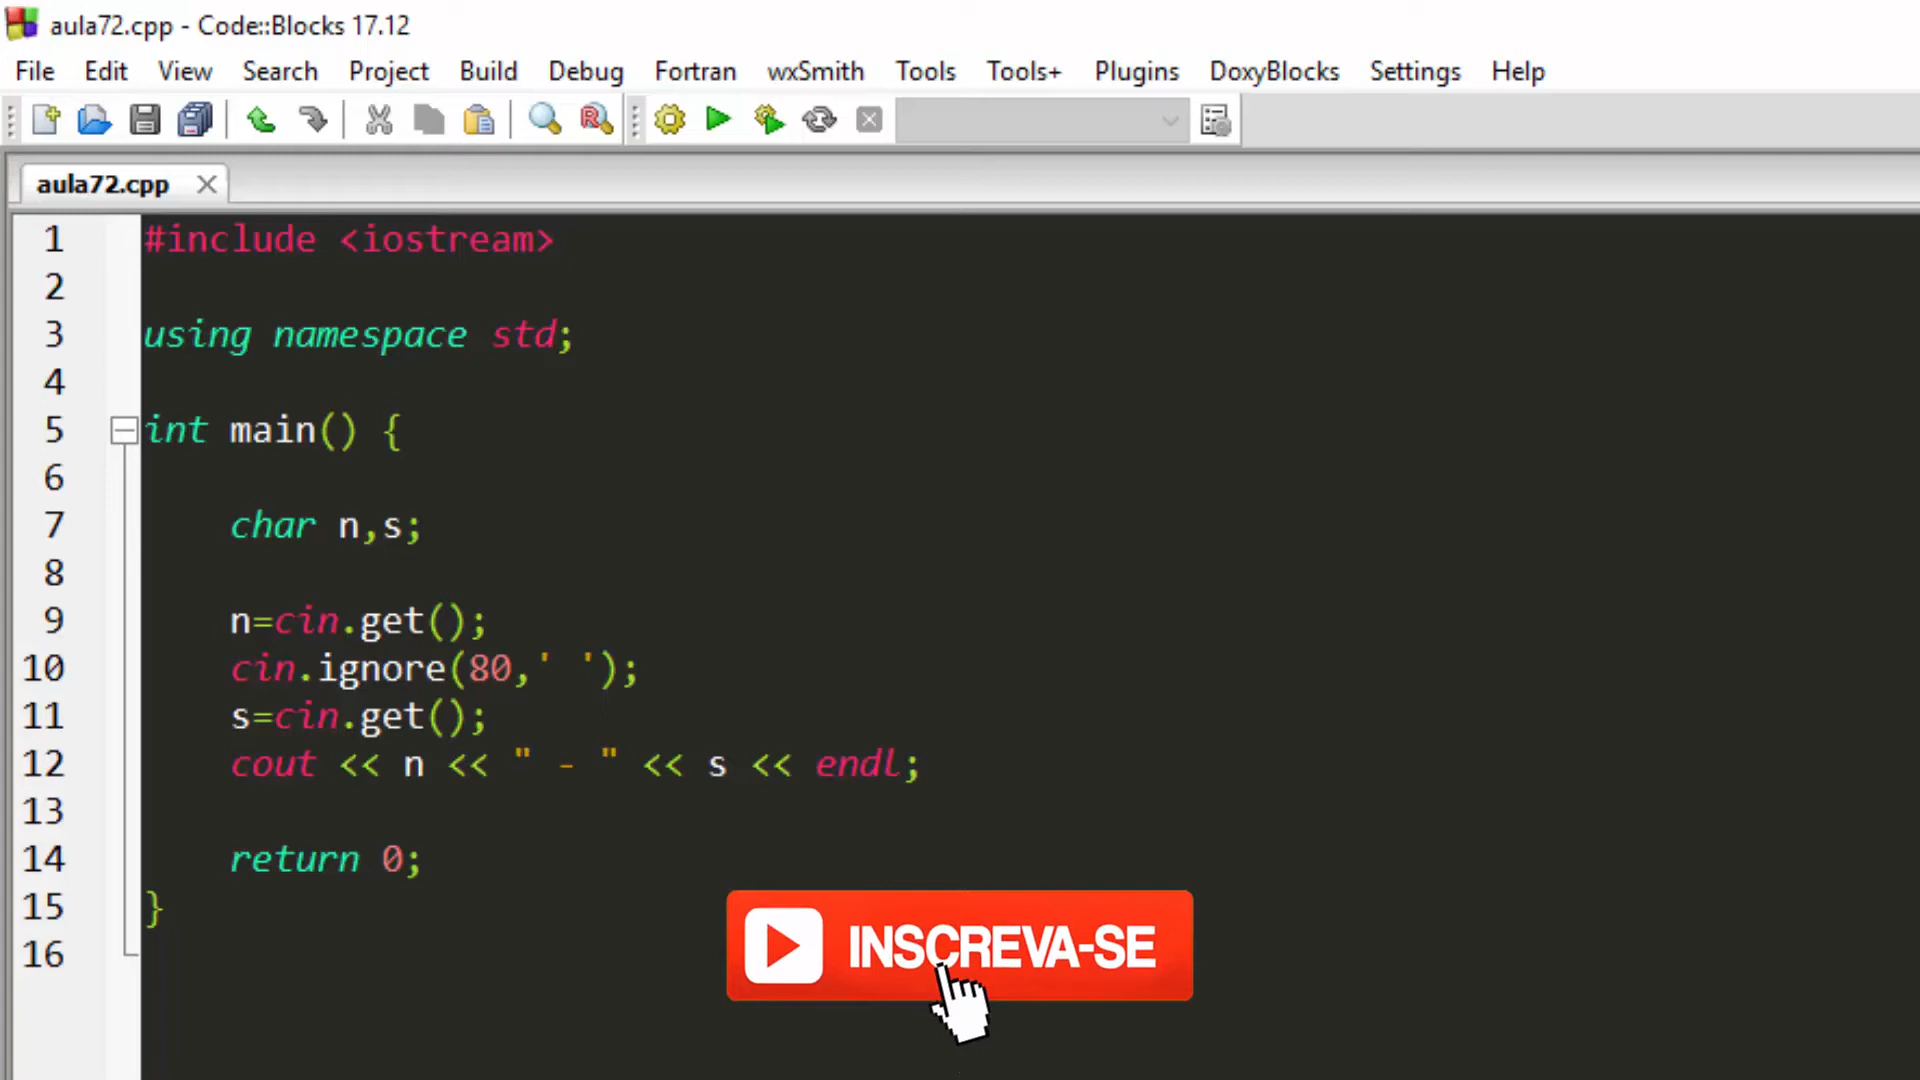 aula72.cpp - Code::Blocks 17.12
File Edit View Search Project Build Debug Fortran wxSmith Tools Tools+ Plugins DoxyBlocks Settings Help
aula72.cpp
1 #include <iostream>
2
3 using namespace std;
4
5 int main() {
6
7 char n,s;
8
9 n=cin.get();
10 cin.ignore(80,' ');
11 s=cin.get();
12 cout << n << " - " << s << endl;
13
14 return 0;
15 }
16
INSCREVA-SE